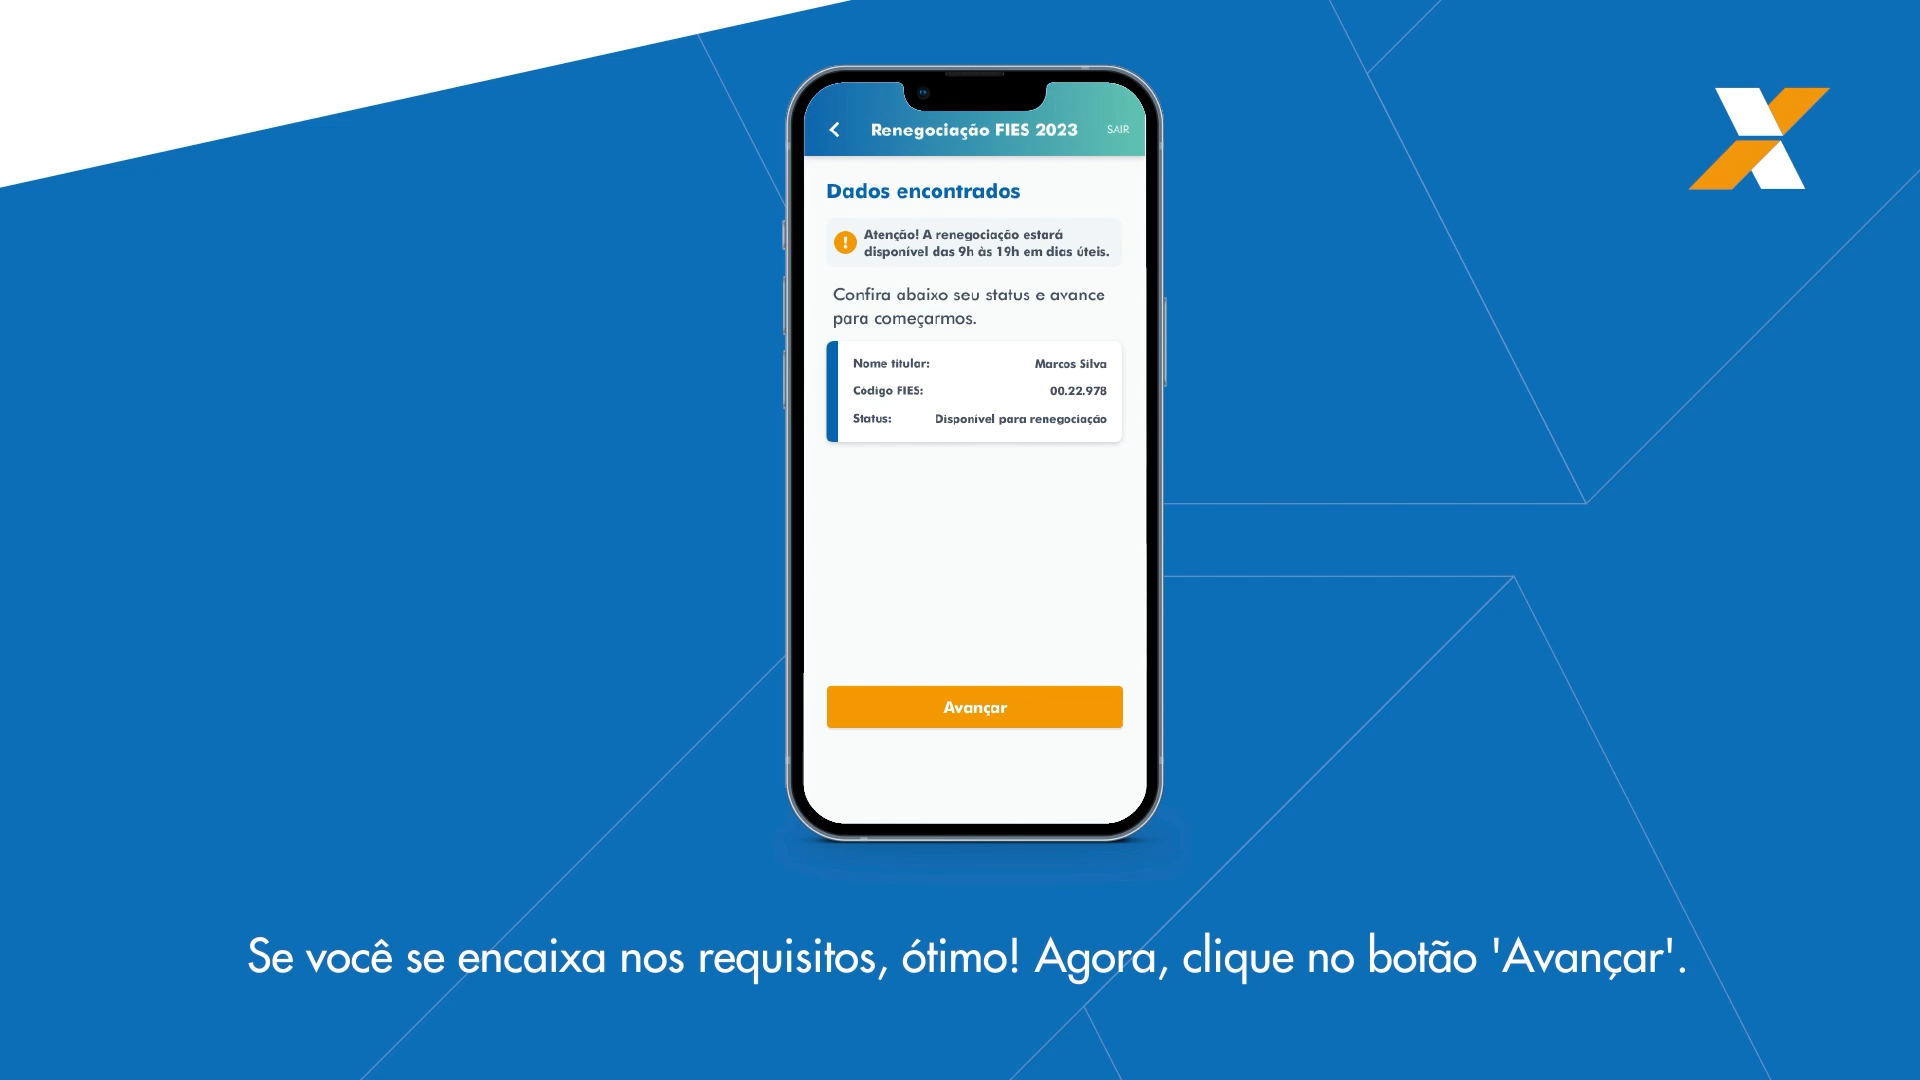 Renegociação FIES 2023
SAIR
Dados encontrados
Atenção! A renegociação estará
disponível das 9h às 19h em dias úteis.
Confira abaixo seu status e avance
para começarmos.
Nome titular: Marcos Silva
Código FIES: 00.22.978
Status: Disponível para renegociação
Avançar
Se você se encaixa nos requisitos, ótimo! Agora, clique no botão 'Avançar'.